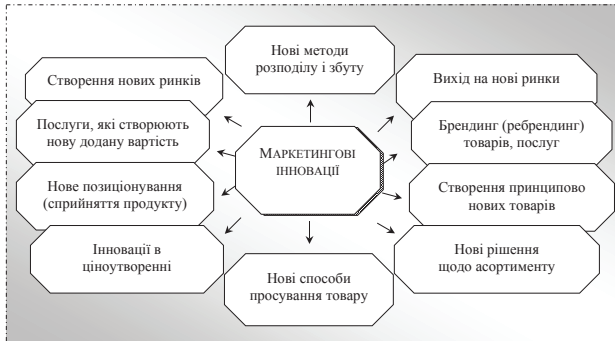 Нові методи
розподілу і збуту
Створення нових ринків
Вихід на нові ринки
Послуги, які створюють
нову додану вартість
Брендинг (ребрендинг)
товарів, послуг
МАРКЕТИНГОВІ
ІННОВАЦІЇ
Нове позиціонування
(сприйняття продукту)
Створення принципово
нових товарів
Інновації в
ціноутворенні
Нові рішення
щодо асортименту
Нові способи
просування товару